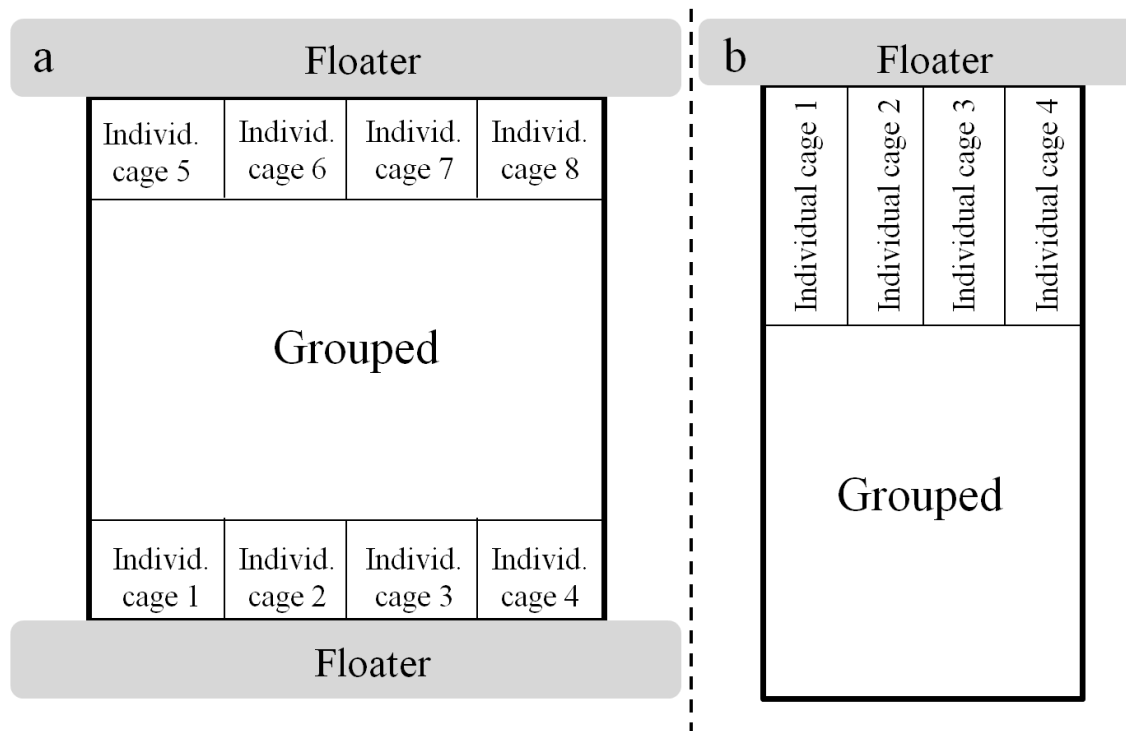 a
Floater
Individ.
cage 5
Individ.
cage 6
Individ.
cage 7
Individ.
cage 8
Grouped
Individ.
cage 1
Individ.
cage 2
Individ.
cage 3
Individ.
cage 4
Floater
b
Floater
Individual cage 1
Individual cage 2
Individual cage 3
Individual cage 4
Grouped